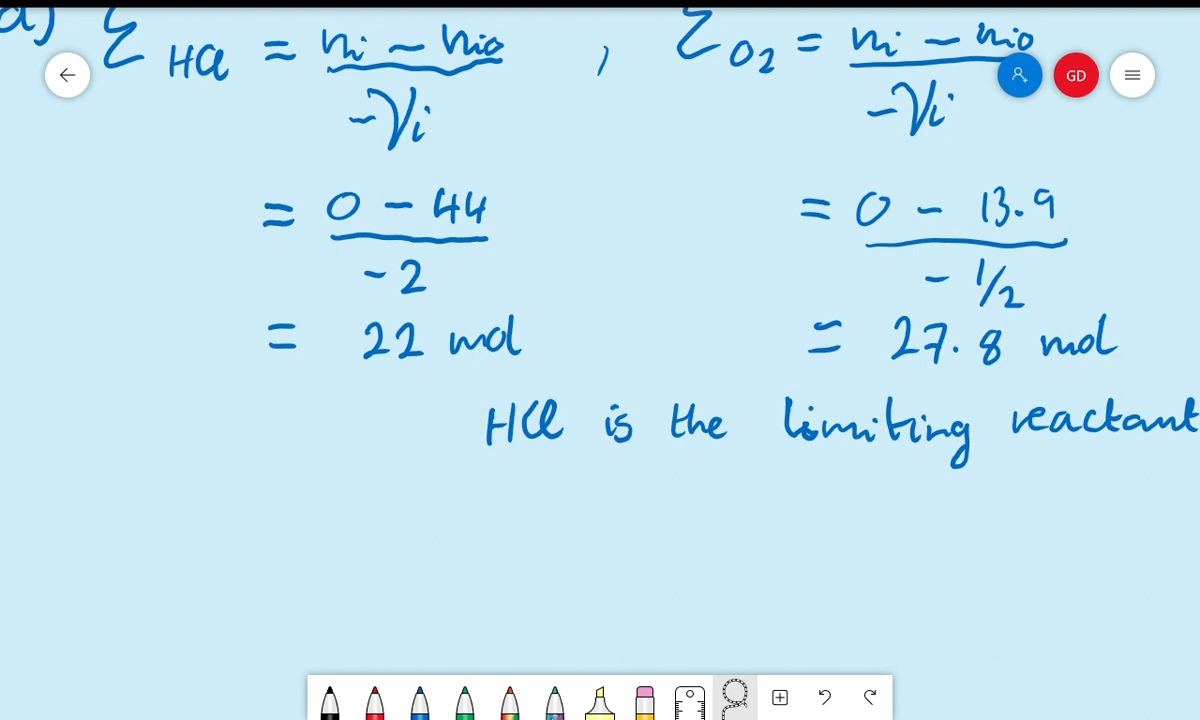 a) ξ HCl = ni - nio / -νi , ξ O2 = ni - nio / -νi
GD
= 0 - 44 / -2 = 0 - 13.9 / - 1/2
= 22 mol = 27.8 mol
HCl is the limiting reactant